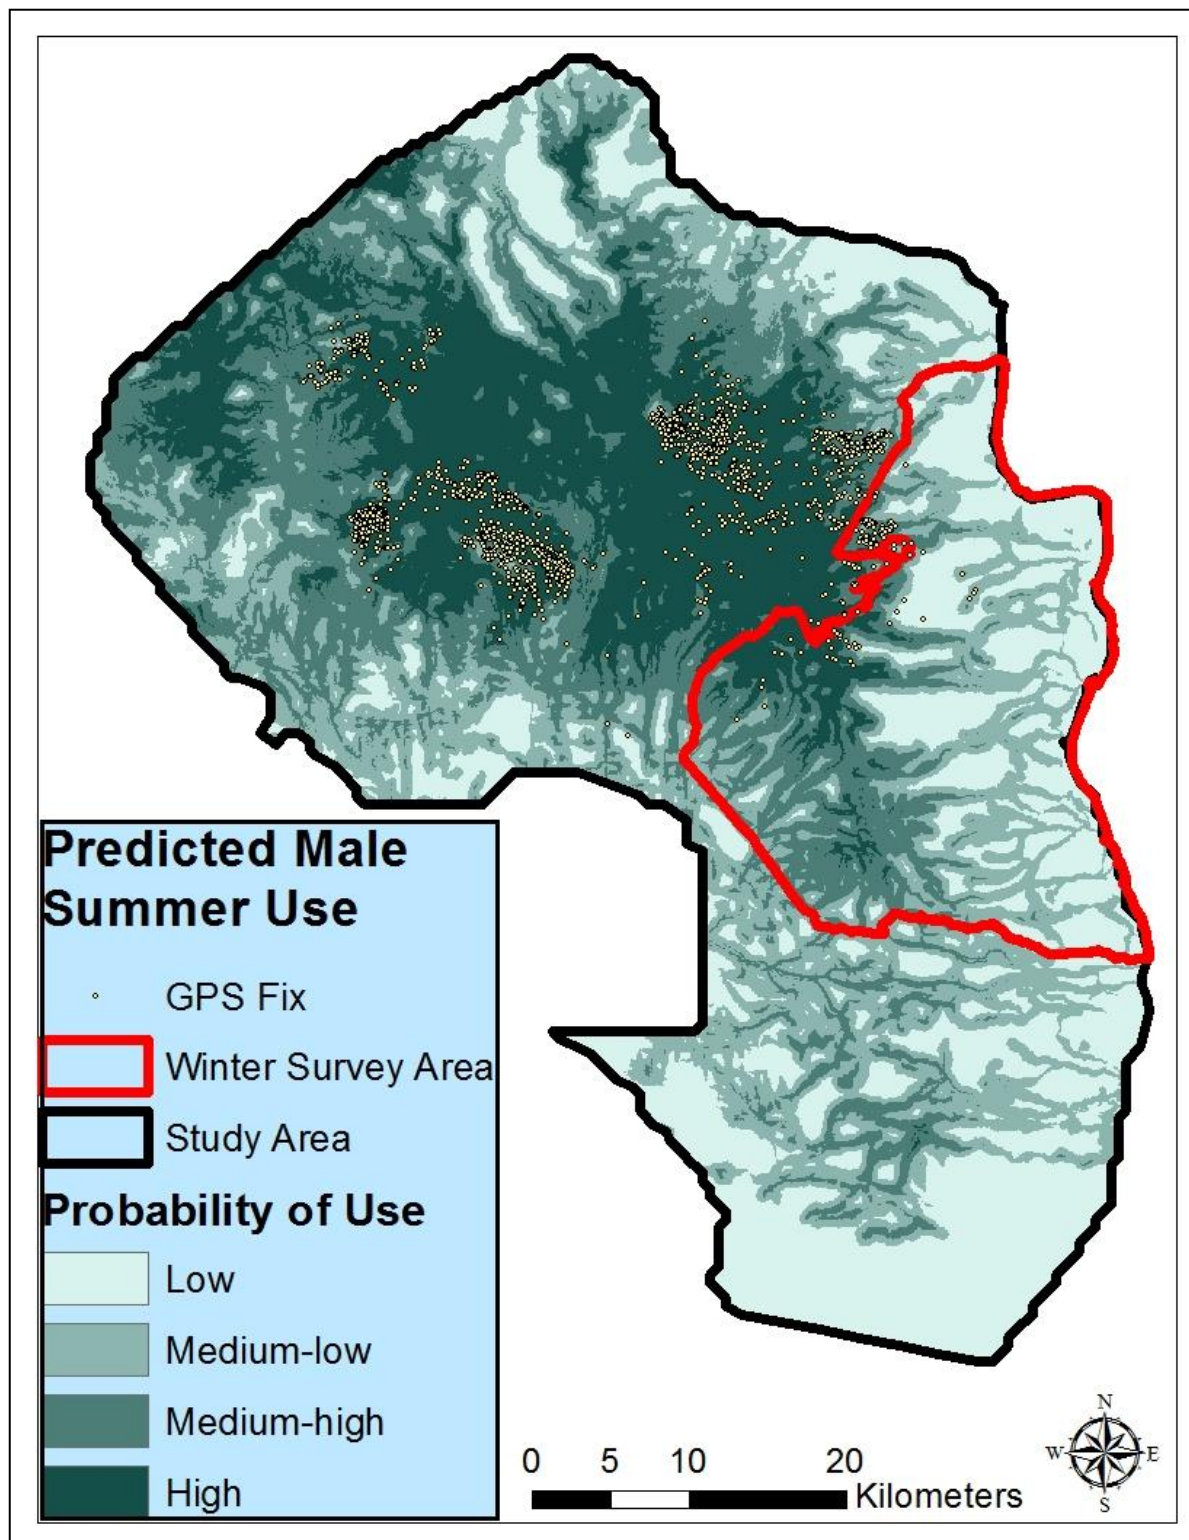 Predicted Male
Summer Use
GPS Fix
Winter Survey Area
Study Area
Probability of Use
Low
Medium-low
Medium-high
High
0 5 10 20
Kilometers
N
W E
S